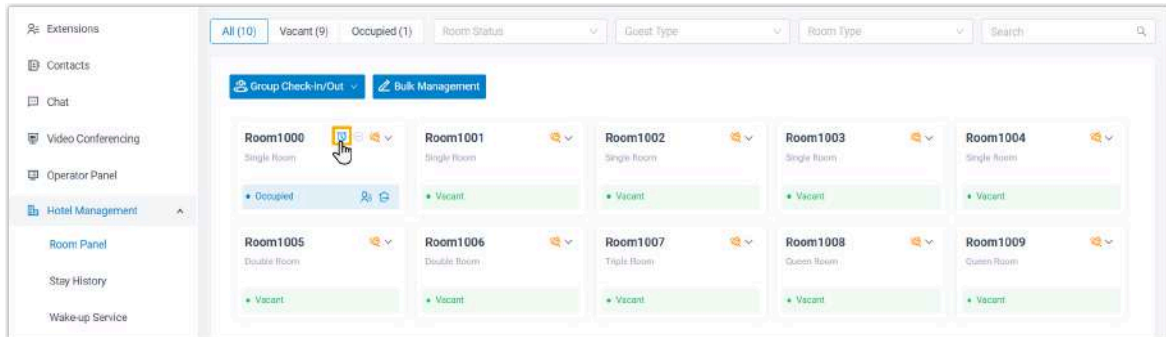 Extensions
Contacts
Chat
Video Conferencing
Operator Panel
Hotel Management
Room Panel
Stay History
Wake-up Service
All (10) Vacant (9) Occupied (1) Room Status Guest Type Room Type Search
Group Check-In/Out Bulk Management
Room1000 Room1001 Room1002 Room1003 Room1004
Single Room Single Room Single Room Single Room Single Room
Occupied Vacant Vacant Vacant Vacant
Room1005 Room1006 Room1007 Room1008 Room1009
Double Room Double Room Triple Room Queen Room Queen Room
Vacant Vacant Vacant Vacant Vacant